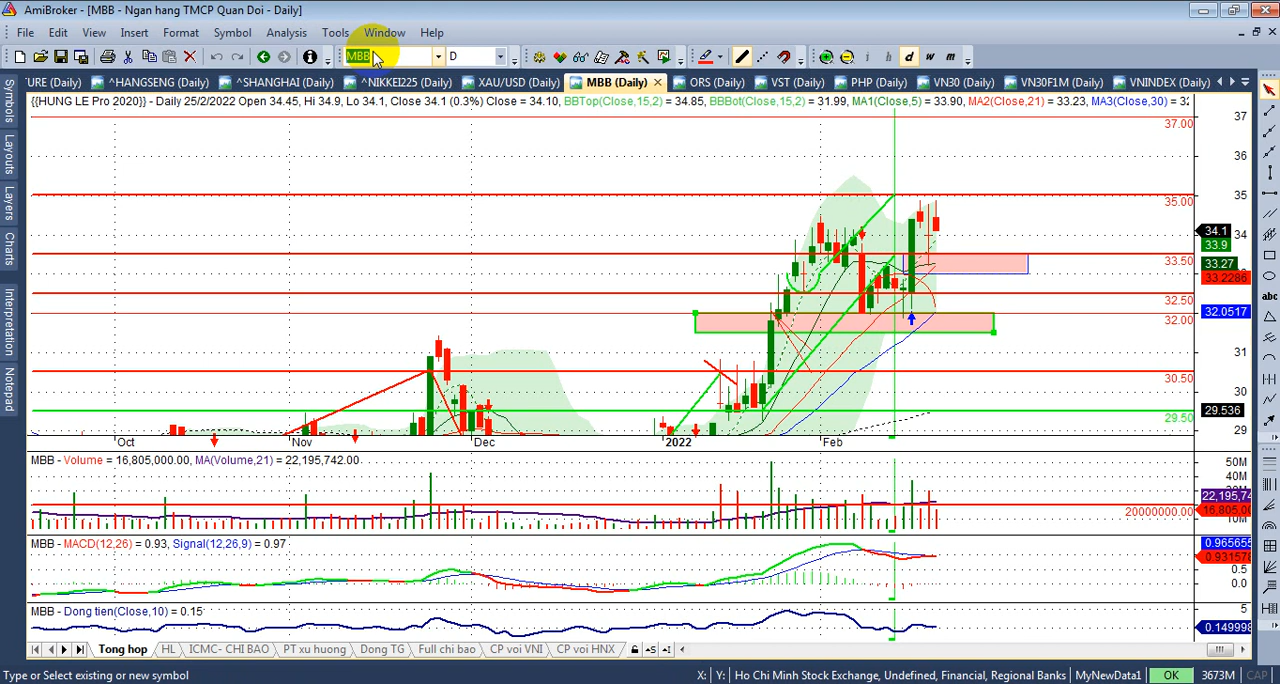 AmiBroker - [MBB - Ngan hang TMCP Quan Doi - Daily]
File Edit View Insert Format Symbol Analysis Tools Window Help
MBB D i d w m
'URE (Daily) ^HANGSENG (Daily) ^SHANGHAI (Daily) ^NIKKEI225 (Daily) XAU/USD (Daily) MBB (Daily) ORS (Daily) VST (Daily) PHP (Daily) VN30 (Daily) VN30F1M (Daily) VNINDEX (Daily)
{{HUNG LE Pro 2020}} - Daily 25/2/2022 Open 34.45, Hi 34.9, Lo 34.1, Close 34.1 (0.3%) Close = 34.10, BBTop(Close,15,2) = 34.85, BBBot(Close,15,2) = 31.99, MA1(Close,5) = 33.90, MA2(Close,21) = 33.23, MA3(Close,30) = 32
Symbols
Layouts
Layers
Charts
Interpretation
Notepad
37.00
35.00
33.50
32.50
32.00
30.50
29.50
37
36
35
34
31
30
29
34.1
33.9
33.27
33.2286
32.0517
29.536
Oct Nov Dec 2022 Feb
MBB - Volume = 16,805,000.00, MA(Volume,21) = 22,195,742.00
50M
40M
22,195,74
20000000.00
16,805,00
10M
MBB - MACD(12,26) = 0.93, Signal(12,26,9) = 0.97
0.965655
0.931578
0.5
0.0
MBB - Dong tien(Close,10) = 0.15
5
0.149998
Tong hop HL ICMC- CHI BAO PT xu huong Dong TG Full chi bao CP voi VNI CP voi HNX
abc
Type or Select existing or new symbol X: Y: Ho Chi Minh Stock Exchange, Undefined, Financial, Regional Banks MyNewData1 OK 3673M CAP